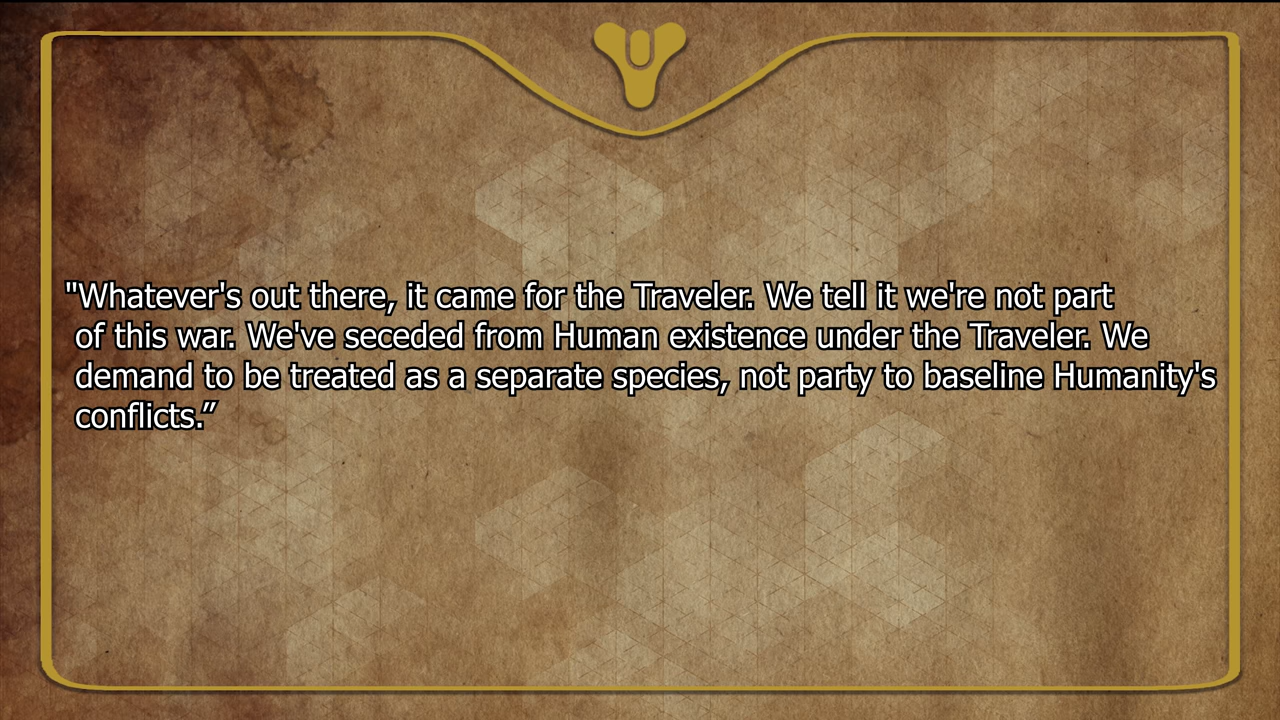 "Whatever's out there, it came for the Traveler. We tell it we're not part
of this war. We've seceded from Human existence under the Traveler. We
demand to be treated as a separate species, not party to baseline Humanity's
conflicts.”